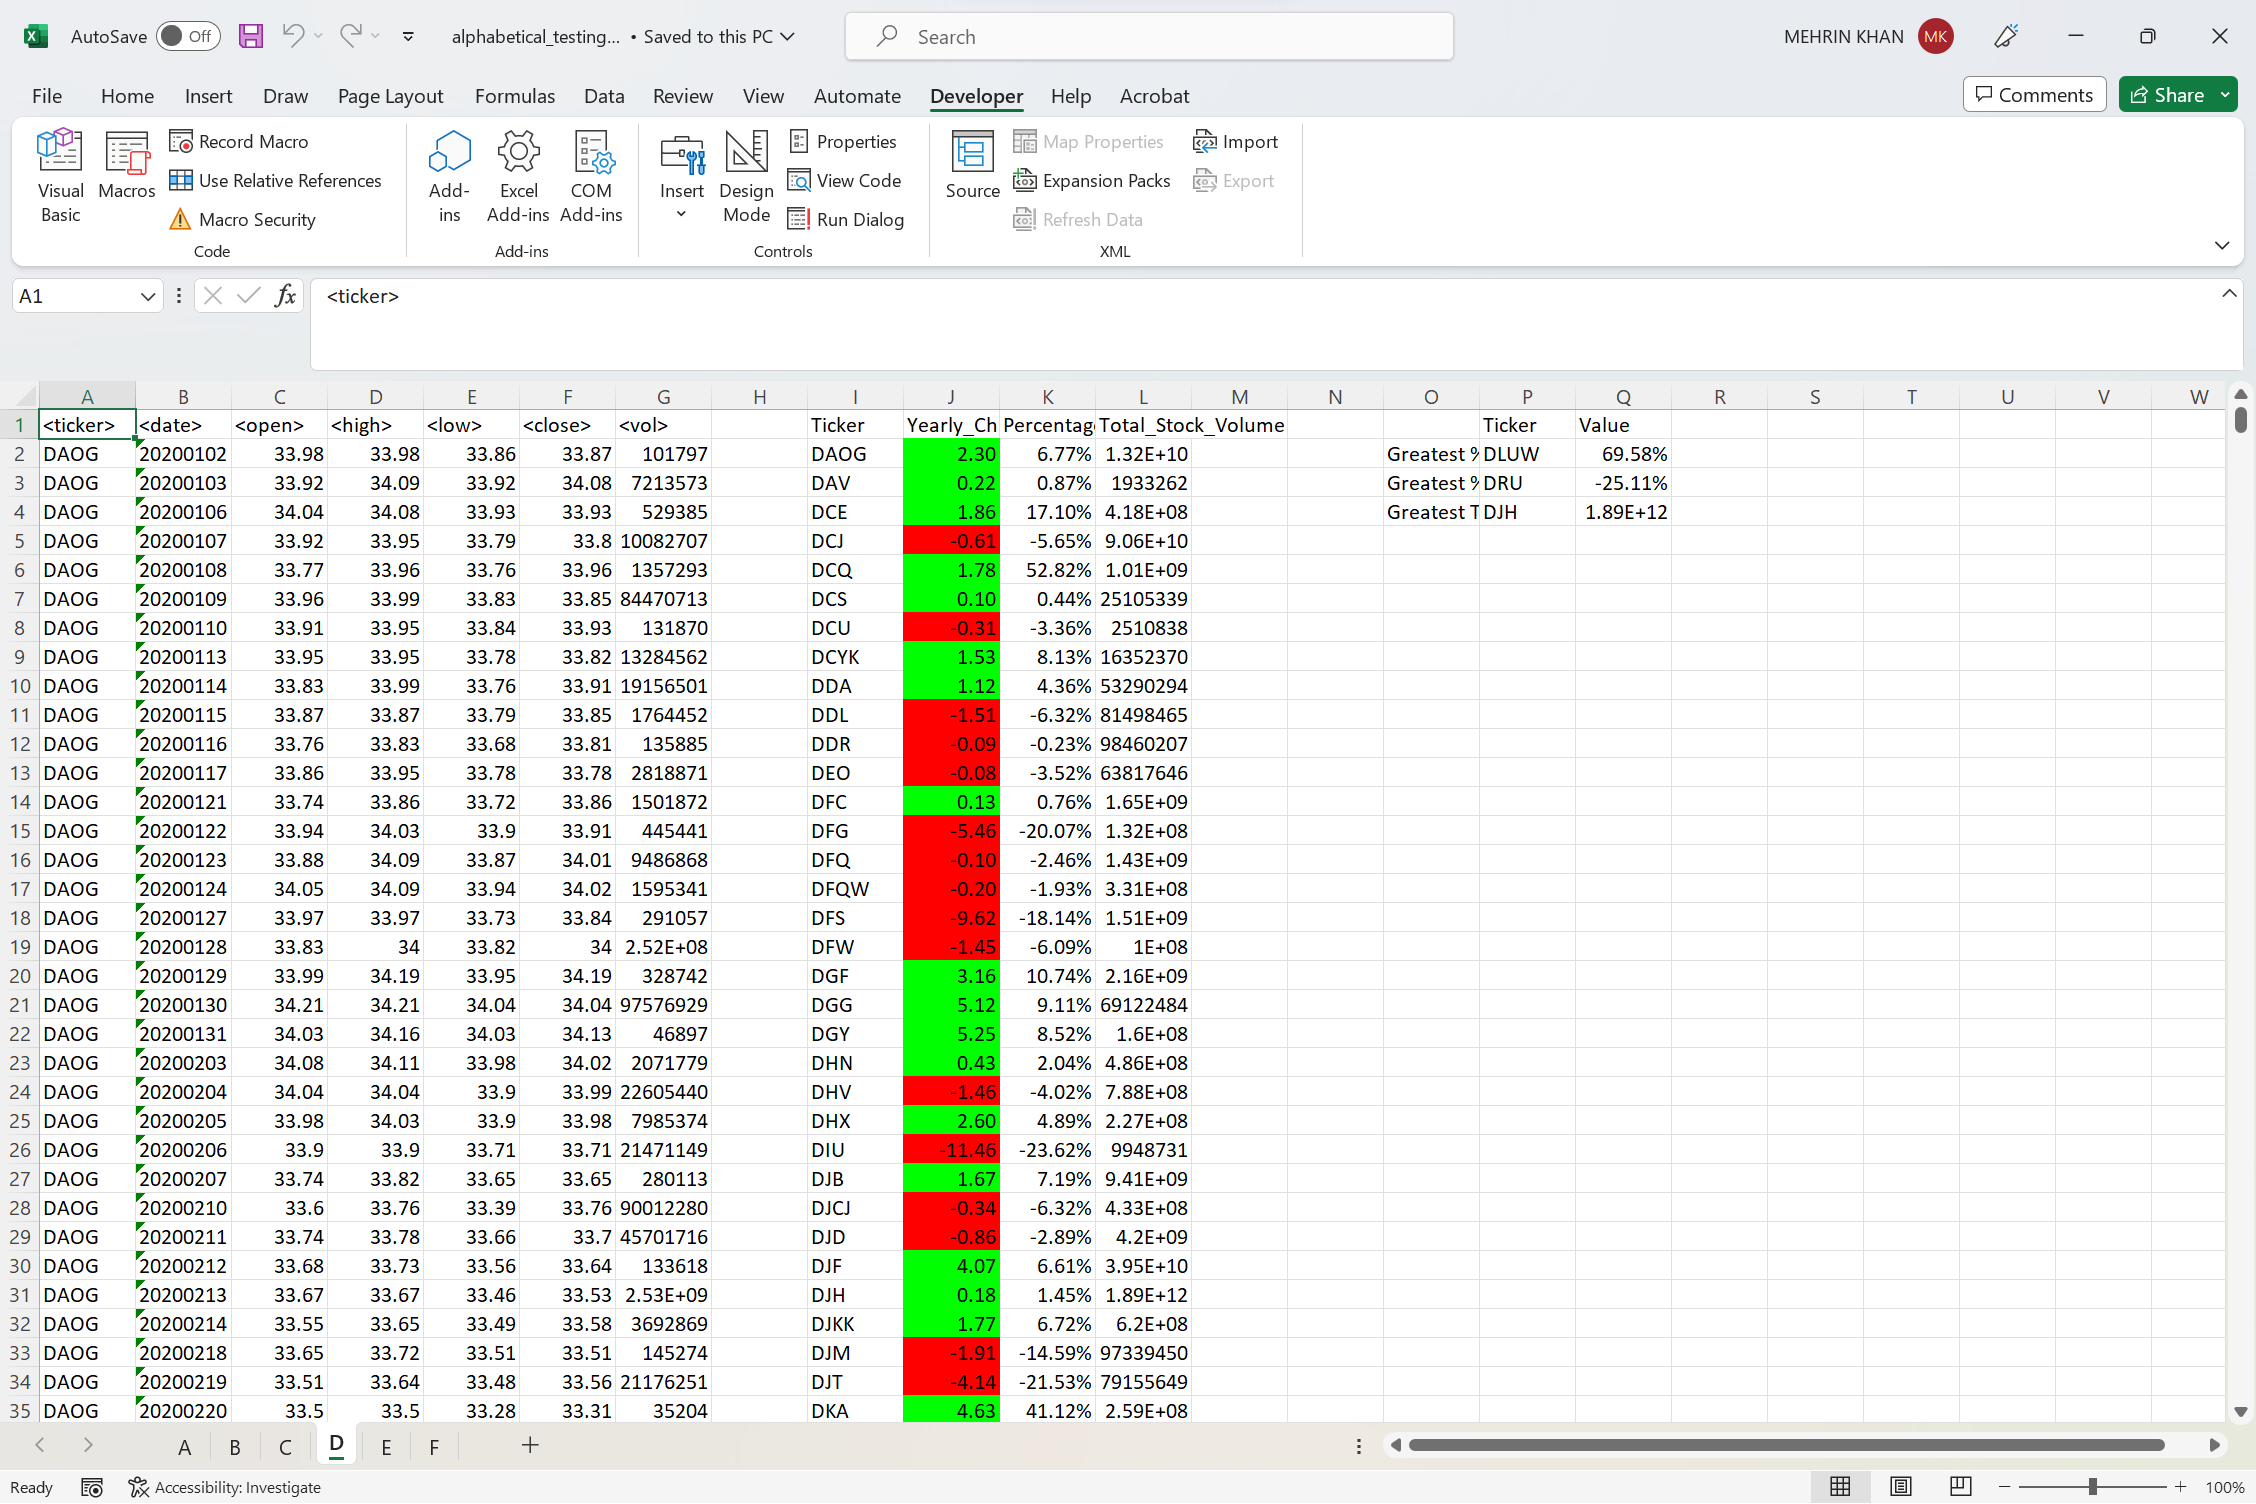 AutoSave Off alphabetical_testing... • Saved to this PC Search MEHRIN KHAN MK
File Home Insert Draw Page Layout Formulas Data Review View Automate Developer Help Acrobat Comments Share
Visual Basic
Macros
Record Macro
Use Relative References
Macro Security
Code
Add-ins
Excel Add-ins
COM Add-ins
Add-ins
Insert
Design Mode
Properties
View Code
Run Dialog
Controls
Source
Map Properties
Expansion Packs
Refresh Data
Import
Export
XML
A1 fx <ticker>
A B C D E F G H I J K L M N O P Q R S T U V W
1 <ticker> <date> <open> <high> <low> <close> <vol> Ticker Yearly_Ch Percentag Total_Stock_Volume Ticker Value
2 DAOG 20200102 33.98 33.98 33.86 33.87 101797 DAOG 2.30 6.77% 1.32E+10 Greatest % DLUW 69.58%
3 DAOG 20200103 33.92 34.09 33.92 34.08 7213573 DAV 0.22 0.87% 1933262 Greatest % DRU -25.11%
4 DAOG 20200106 34.04 34.08 33.93 33.93 529385 DCE 1.86 17.10% 4.18E+08 Greatest T DJH 1.89E+12
5 DAOG 20200107 33.92 33.95 33.79 33.8 10082707 DCJ -0.61 -5.65% 9.06E+10
6 DAOG 20200108 33.77 33.96 33.76 33.96 1357293 DCQ 1.78 52.82% 1.01E+09
7 DAOG 20200109 33.96 33.99 33.83 33.85 84470713 DCS 0.10 0.44% 25105339
8 DAOG 20200110 33.91 33.95 33.84 33.93 131870 DCU -0.31 -3.36% 2510838
9 DAOG 20200113 33.95 33.95 33.78 33.82 13284562 DCYK 1.53 8.13% 16352370
10 DAOG 20200114 33.83 33.99 33.76 33.91 19156501 DDA 1.12 4.36% 53290294
11 DAOG 20200115 33.87 33.87 33.79 33.85 1764452 DDL -1.51 -6.32% 81498465
12 DAOG 20200116 33.76 33.83 33.68 33.81 135885 DDR -0.09 -0.23% 98460207
13 DAOG 20200117 33.86 33.95 33.78 33.78 2818871 DEO -0.08 -3.52% 63817646
14 DAOG 20200121 33.74 33.86 33.72 33.86 1501872 DFC 0.13 0.76% 1.65E+09
15 DAOG 20200122 33.94 34.03 33.9 33.91 445441 DFG -5.46 -20.07% 1.32E+08
16 DAOG 20200123 33.88 34.09 33.87 34.01 9486868 DFQ -0.10 -2.46% 1.43E+09
17 DAOG 20200124 34.05 34.09 33.94 34.02 1595341 DFQW -0.20 -1.93% 3.31E+08
18 DAOG 20200127 33.97 33.97 33.73 33.84 291057 DFS -9.62 -18.14% 1.51E+09
19 DAOG 20200128 33.83 34 33.82 34 2.52E+08 DFW -1.45 -6.09% 1E+08
20 DAOG 20200129 33.99 34.19 33.95 34.19 328742 DGF 3.16 10.74% 2.16E+09
21 DAOG 20200130 34.21 34.21 34.04 34.04 97576929 DGG 5.12 9.11% 69122484
22 DAOG 20200131 34.03 34.16 34.03 34.13 46897 DGY 5.25 8.52% 1.6E+08
23 DAOG 20200203 34.08 34.11 33.98 34.02 2071779 DHN 0.43 2.04% 4.86E+08
24 DAOG 20200204 34.04 34.04 33.9 33.99 22605440 DHV -1.46 -4.02% 7.88E+08
25 DAOG 20200205 33.98 34.03 33.9 33.98 7985374 DHX 2.60 4.89% 2.27E+08
26 DAOG 20200206 33.9 33.9 33.71 33.71 21471149 DIU -11.46 -23.62% 9948731
27 DAOG 20200207 33.74 33.82 33.65 33.65 280113 DJB 1.67 7.19% 9.41E+09
28 DAOG 20200210 33.6 33.76 33.39 33.76 90012280 DJCJ -0.34 -6.32% 4.33E+08
29 DAOG 20200211 33.74 33.78 33.66 33.7 45701716 DJD -0.86 -2.89% 4.2E+09
30 DAOG 20200212 33.68 33.73 33.56 33.64 133618 DJF 4.07 6.61% 3.95E+10
31 DAOG 20200213 33.67 33.67 33.46 33.53 2.53E+09 DJH 0.18 1.45% 1.89E+12
32 DAOG 20200214 33.55 33.65 33.49 33.58 3692869 DJKK 1.77 6.72% 6.2E+08
33 DAOG 20200218 33.65 33.72 33.51 33.51 145274 DJM -1.91 -14.59% 97339450
34 DAOG 20200219 33.51 33.64 33.48 33.56 21176251 DJT -4.14 -21.53% 79155649
35 DAOG 20200220 33.5 33.5 33.28 33.31 35204 DKA 4.63 41.12% 2.59E+08
A B C D E F
Ready Accessibility: Investigate 100%